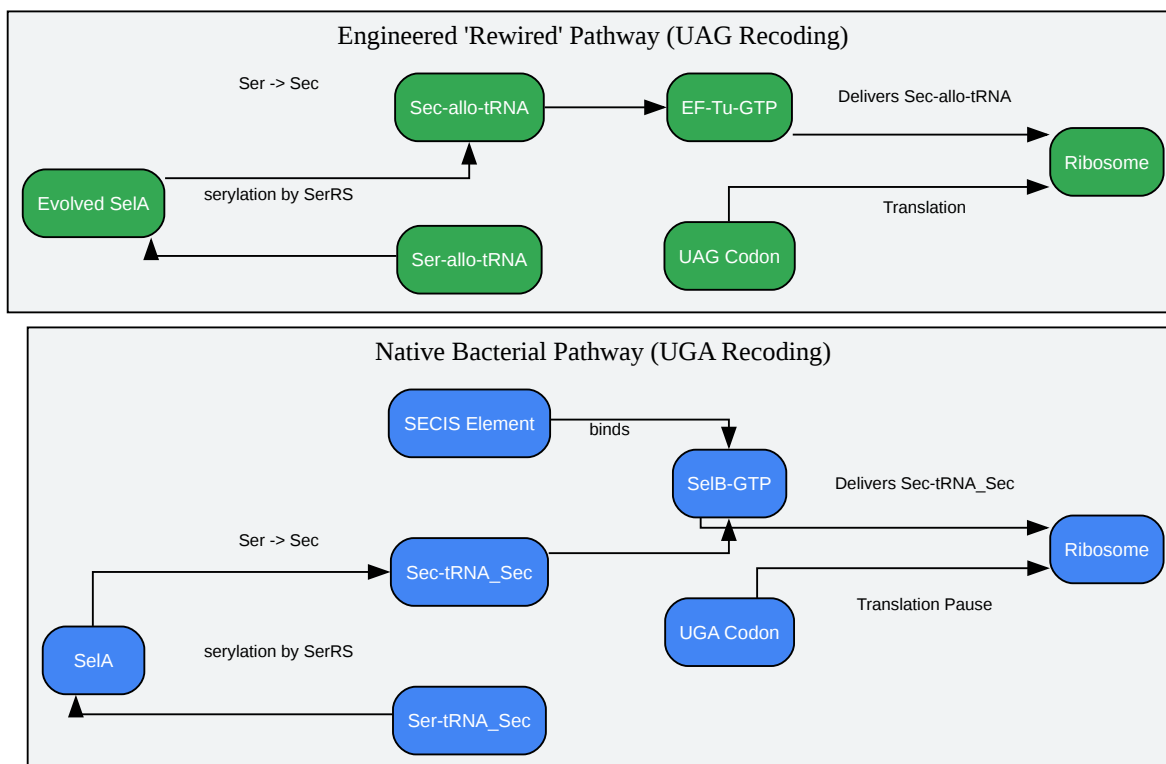 Engineered 'Rewired' Pathway (UAG Recoding)
Ser -> Sec
Sec-allo-tRNA
EF-Tu-GTP
Delivers Sec-allo-tRNA
Ribosome
Evolved SelA
serylation by SerRS
Translation
Ser-allo-tRNA
UAG Codon
Native Bacterial Pathway (UGA Recoding)
SECIS Element
binds
SelB-GTP
Delivers Sec-tRNA_Sec
Ser -> Sec
Sec-tRNA_Sec
Ribosome
Translation Pause
UGA Codon
SelA
serylation by SerRS
Ser-tRNA_Sec